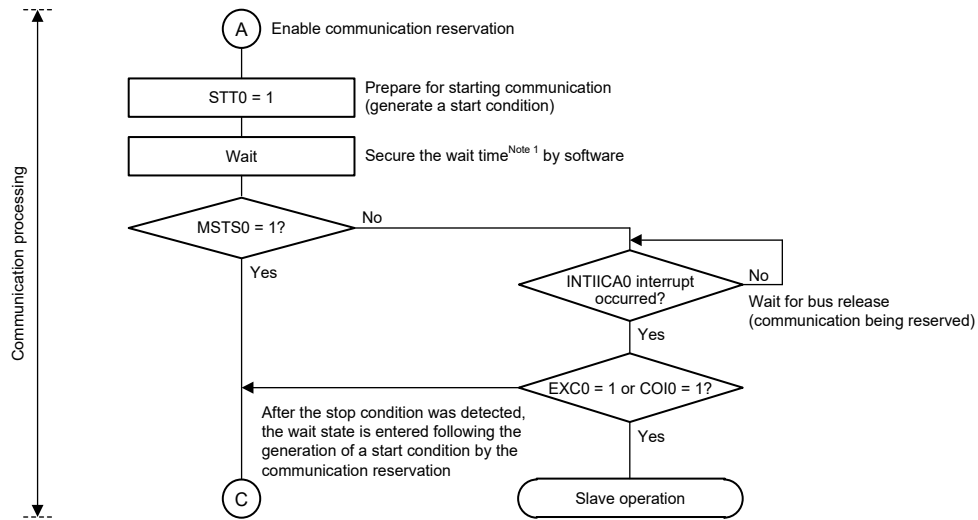 A
Enable communication reservation
STT0 = 1
Prepare for starting communication
(generate a start condition)
Wait
Secure the wait time Note 1 by software
MSTS0 = 1?
No
Yes
INTIICA0 interrupt
occurred?
No
Wait for bus release
(communication being reserved)
Yes
EXC0 = 1 or COI0 = 1?
After the stop condition was detected,
the wait state is entered following the
generation of a start condition by the
communication reservation
Yes
C
Slave operation
Communication processing